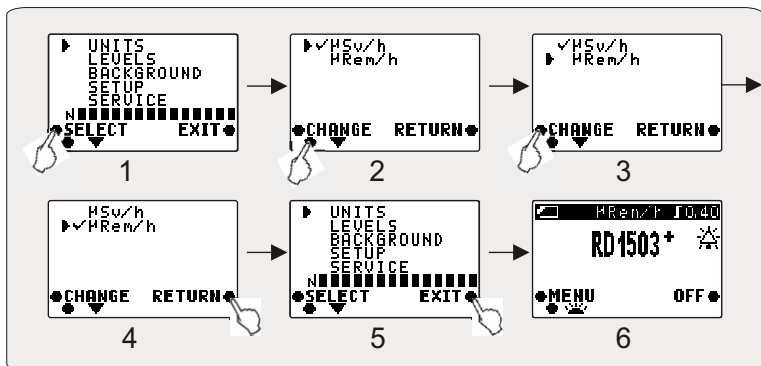 UNITS
LEVELS
BACKGROUND
SETUP
SERVICE
N
SELECT EXIT
1
✓µSv/h
µRem/h
CHANGE RETURN
2
✓µSv/h
µRem/h
CHANGE RETURN
3
µSv/h
✓µRem/h
CHANGE RETURN
4
UNITS
LEVELS
BACKGROUND
SETUP
SERVICE
N
SELECT EXIT
5
µRem/h 0.40
RD1503+
MENU OFF
6